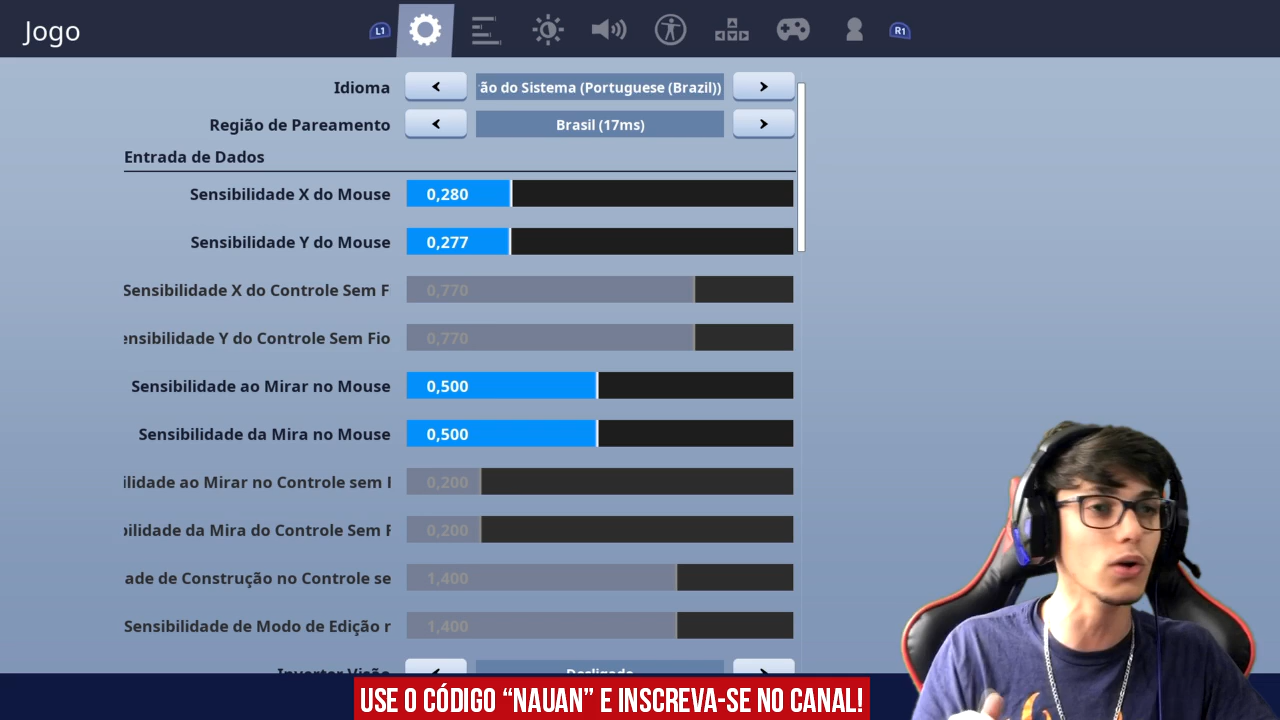 Jogo
L1
R1
Idioma
ão do Sistema (Portuguese (Brazil))
Região de Pareamento
Brasil (17ms)
Entrada de Dados
Sensibilidade X do Mouse 0,280
Sensibilidade Y do Mouse 0,277
Sensibilidade X do Controle Sem F 0,770
ensibilidade Y do Controle Sem Fio 0,770
Sensibilidade ao Mirar no Mouse 0,500
Sensibilidade da Mira no Mouse 0,500
ilidade ao Mirar no Controle sem 0,200
bilidade da Mira do Controle Sem F 0,200
ade de Construção no Controle se 1,400
Sensibilidade de Modo de Edição r 1,400
Inverter Visão Desligado
USE O CÓDIGO “NAUAN” E INSCREVA-SE NO CANAL!